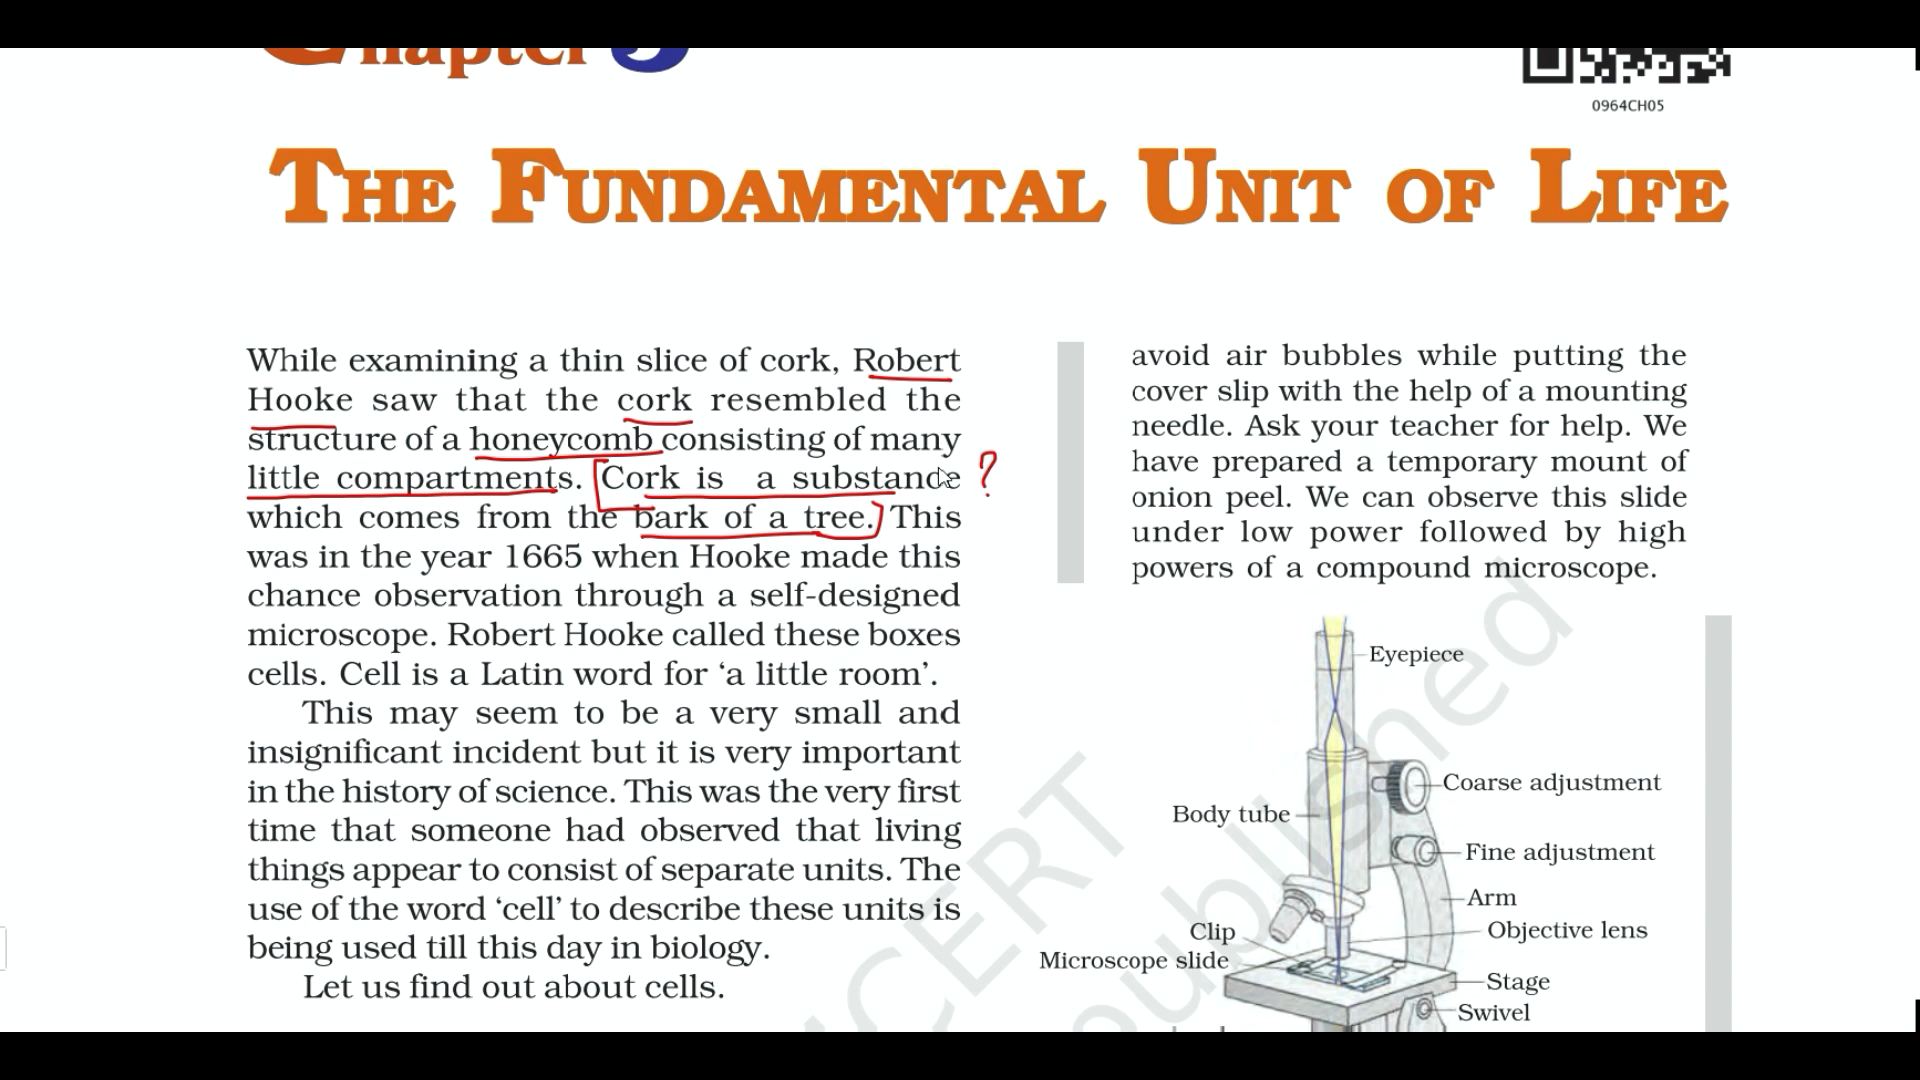 Chapter 5
0964CH05
THE FUNDAMENTAL UNIT OF LIFE
While examining a thin slice of cork, Robert
Hooke saw that the cork resembled the
structure of a honeycomb consisting of many
little compartments. Cork is a substance ?
which comes from the bark of a tree. This
was in the year 1665 when Hooke made this
chance observation through a self-designed
microscope. Robert Hooke called these boxes
cells. Cell is a Latin word for ‘a little room’.
This may seem to be a very small and
insignificant incident but it is very important
in the history of science. This was the very first
time that someone had observed that living
things appear to consist of separate units. The
use of the word ‘cell’ to describe these units is
being used till this day in biology.
Let us find out about cells.
avoid air bubbles while putting the
cover slip with the help of a mounting
needle. Ask your teacher for help. We
have prepared a temporary mount of
onion peel. We can observe this slide
under low power followed by high
powers of a compound microscope.
Eyepiece
Coarse adjustment
Body tube
Fine adjustment
Arm
Clip
Objective lens
Microscope slide
Stage
Swivel
NCERT
published